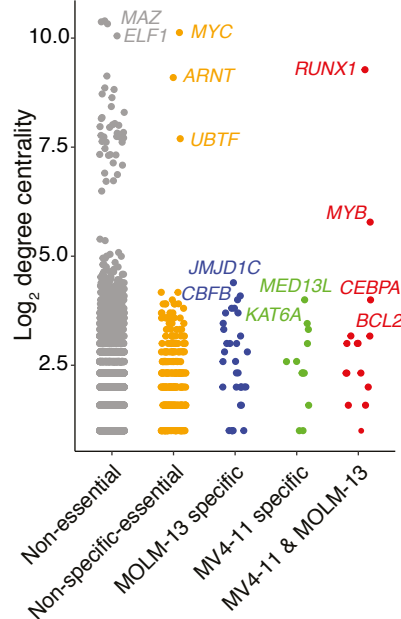 MAZ
ELF1
MYC
ARNT
UBTF
RUNX1
MYB
JMJD1C
CBFB
MED13L
KAT6A
CEBPA
BCL2
Log2 degree centrality
10.0
7.5
5.0
2.5
Non-essential
Non-specific-essential
MOLM-13 specific
MV4-11 specific
MV4-11 & MOLM-13